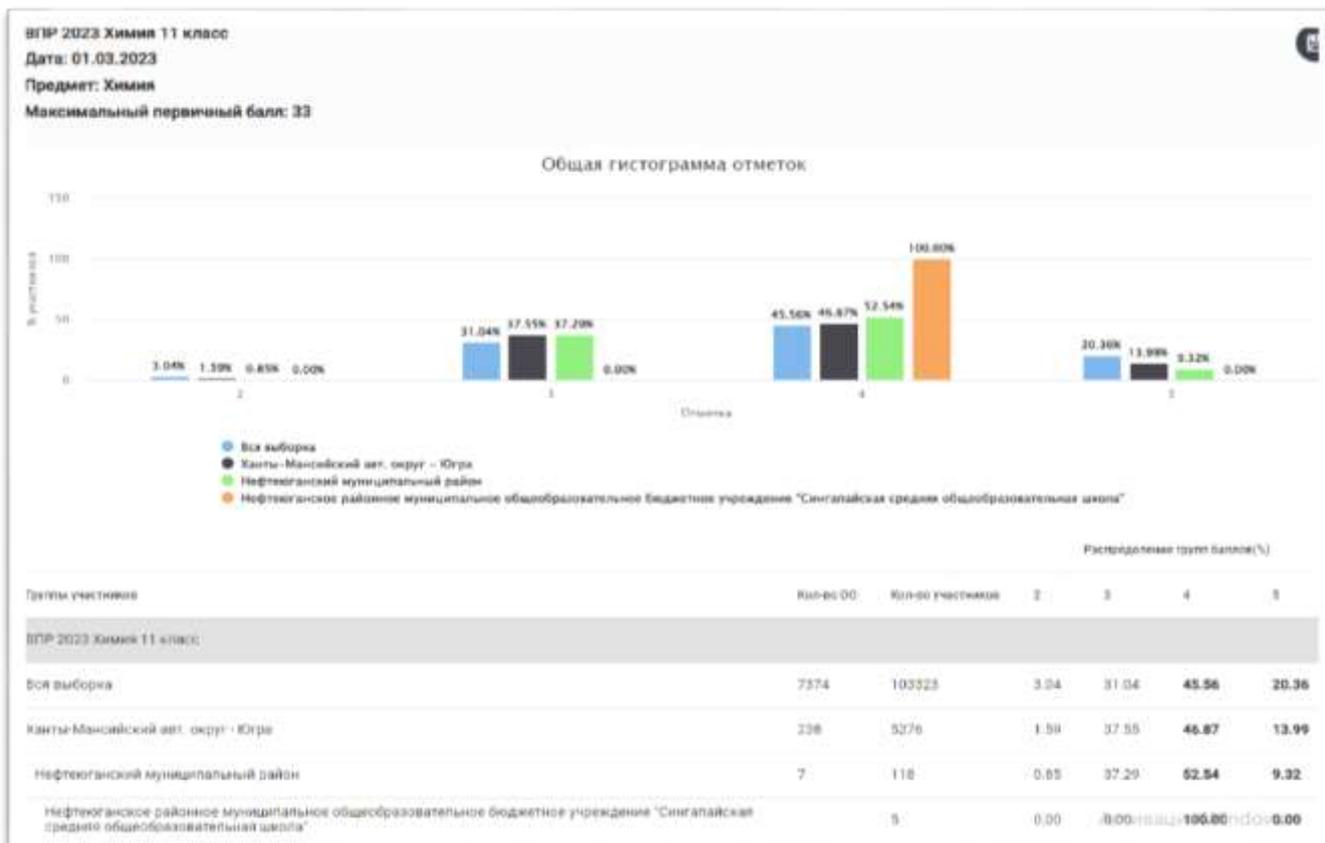 ВПР 2023 Химия 11 класс
Дата: 01.03.2023
Предмет: Химия
Максимальный первичный балл: 33
Общая гистограмма отметок
150
100
50
0
% участников
3.04% 1.59% 0.85% 0.00%
31.04% 37.55% 37.29% 0.00%
45.56% 46.87% 52.54% 100.00%
20.36% 13.99% 9.32% 0.00%
2 3 4 5
Отметка
Вся выборка
Ханты-Мансийский авт. округ – Югра
Нефтеюганский муниципальный район
Нефтеюганское районное муниципальное общеобразовательное бюджетное учреждение "Сингапайская средняя общеобразовательная школа"
Распределение групп баллов(%)
Группы участников Кол-во ОО Кол-во участников 2 3 4 5
ВПР 2023 Химия 11 класс
Вся выборка 7374 103323 3.04 31.04 45.56 20.36
Ханты-Мансийский авт. округ - Югра 238 5276 1.59 37.55 46.87 13.99
Нефтеюганский муниципальный район 7 118 0.85 37.29 52.54 9.32
Нефтеюганское районное муниципальное общеобразовательное бюджетное учреждение "Сингапайская
средняя общеобразовательная школа" 5 0.00 0.00 100.00 0.00